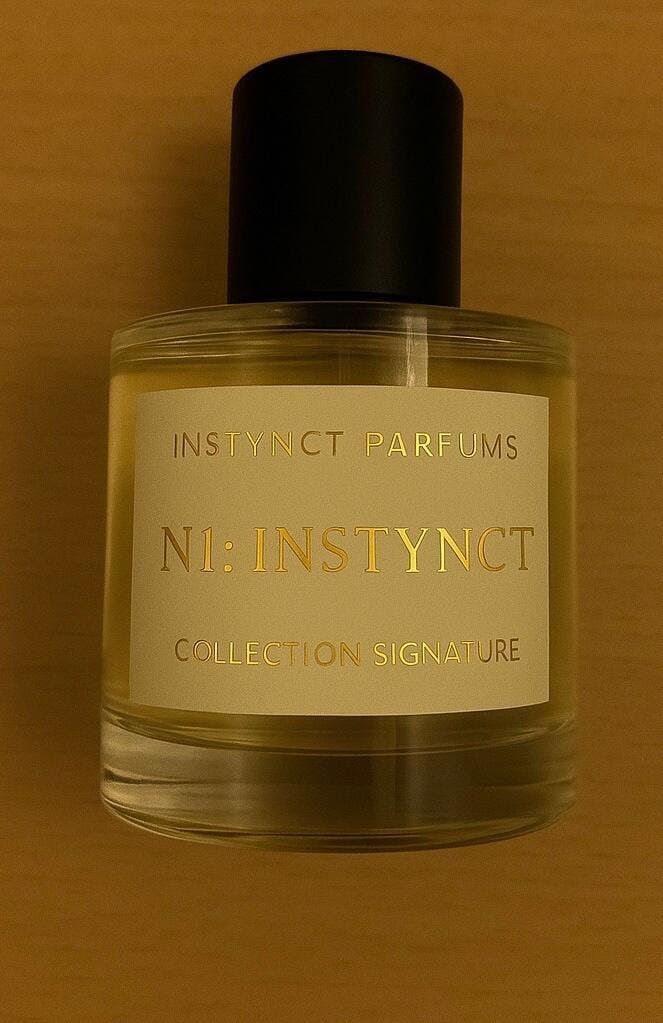 INSTYNCT PARFUMS
N1: INSTYNCT
COLLECTION SIGNATURE